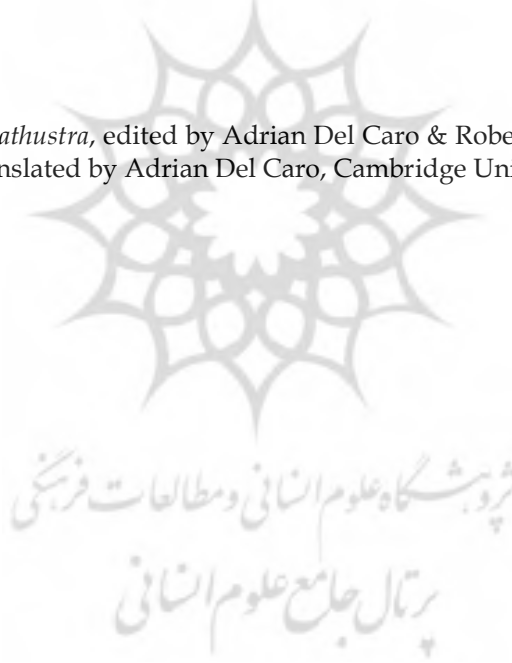 athustra, edited by Adrian Del Caro & Robe
nslated by Adrian Del Caro, Cambridge Uni
پژوهشگاه علوم انسانی و مطالعات فرهنگی
پرتال جامع علوم انسانی